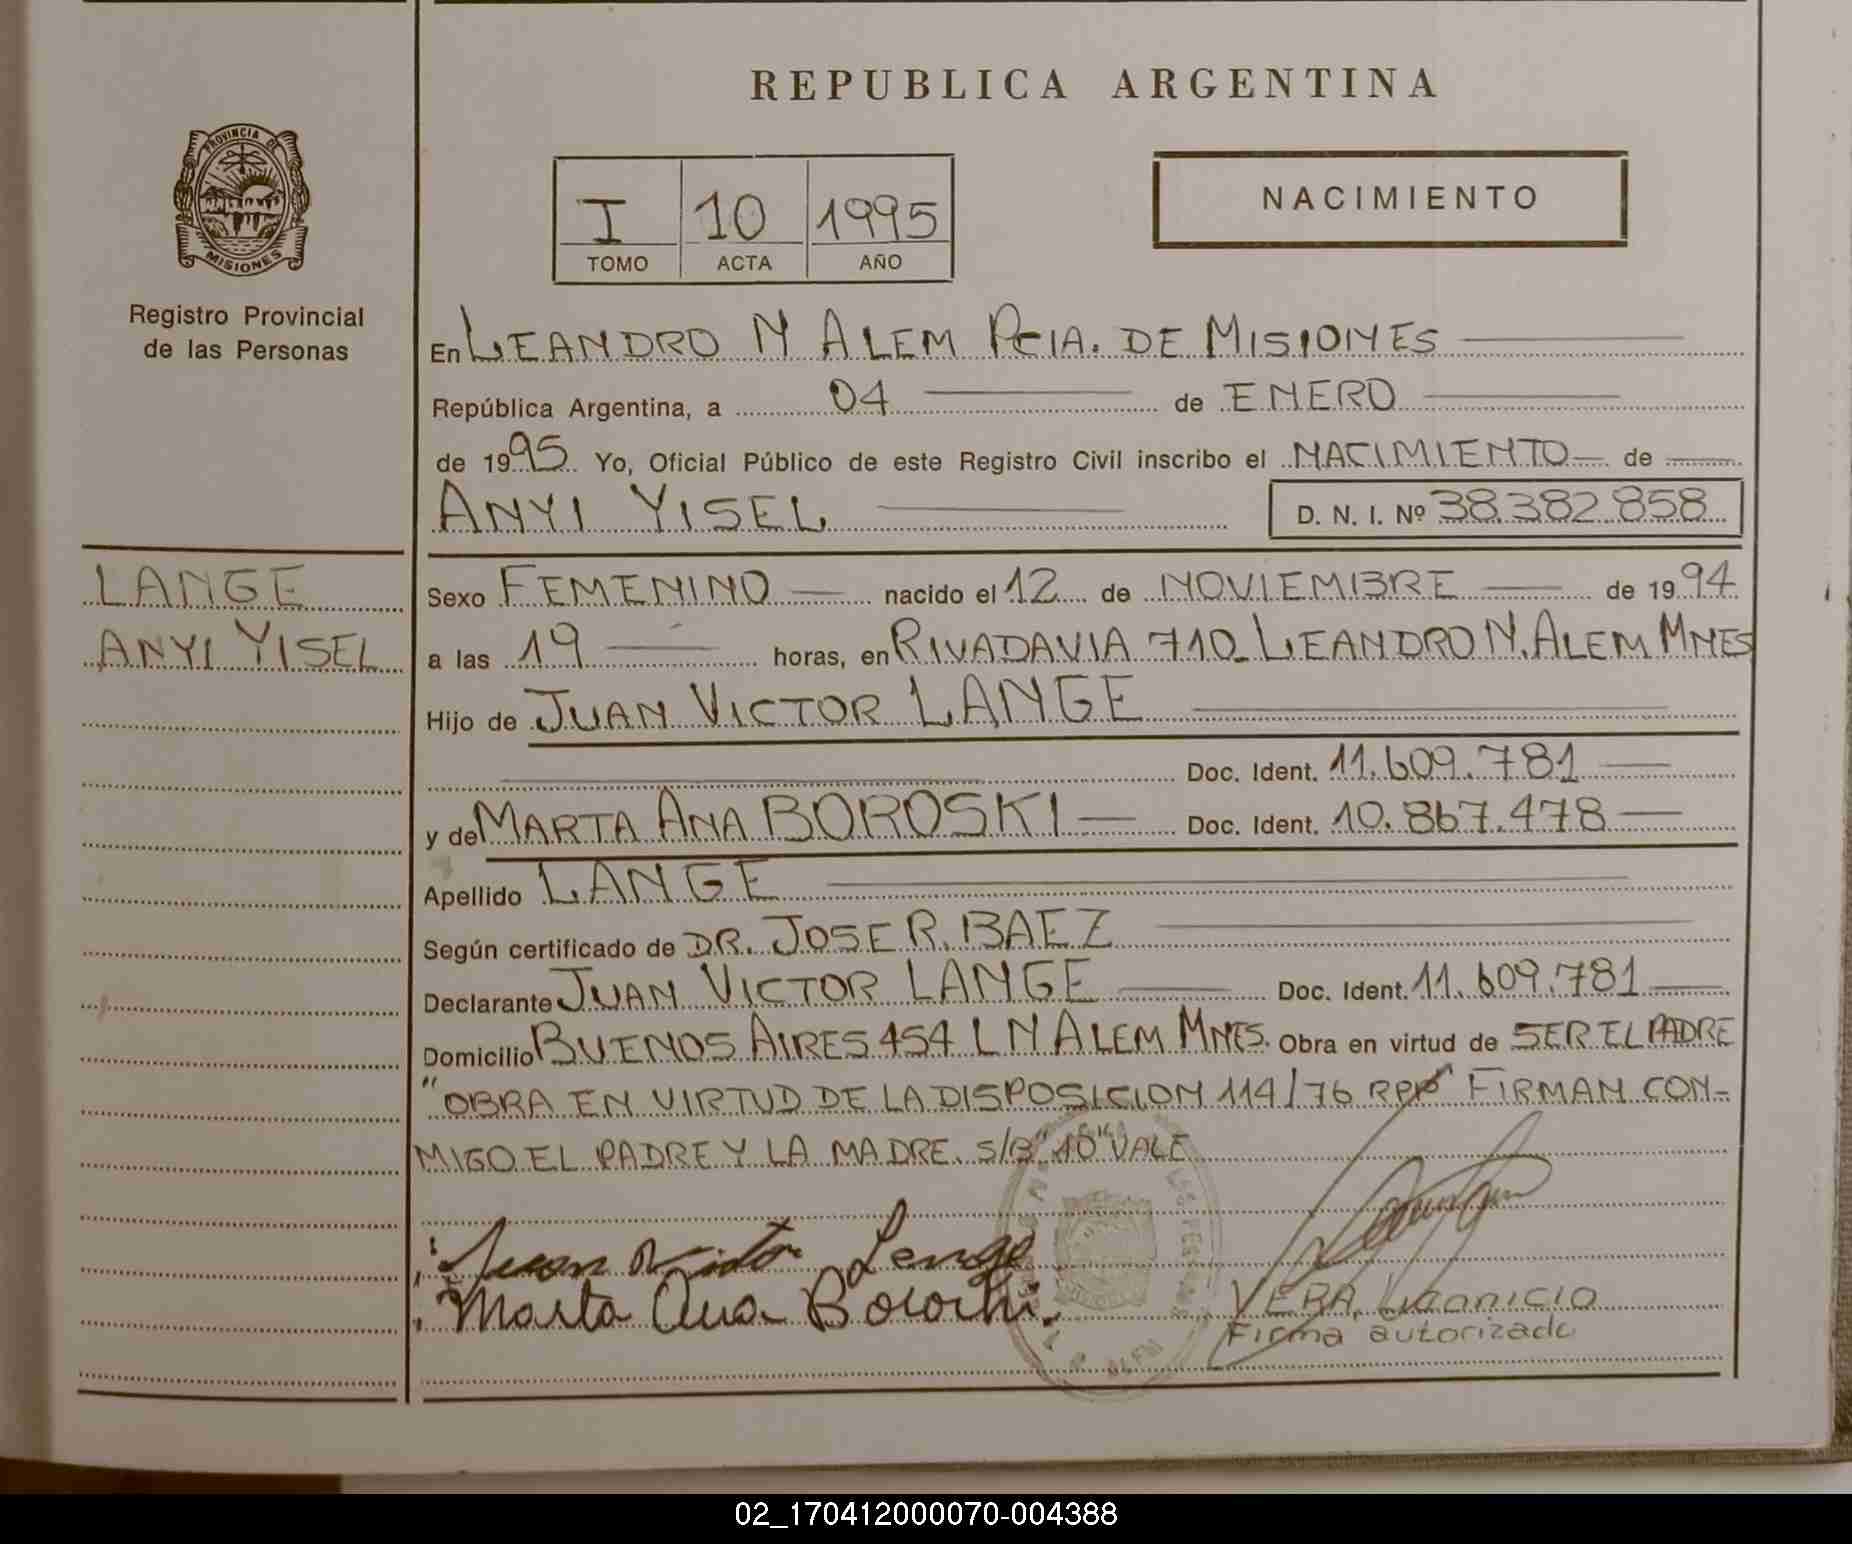 REPUBLICA ARGENTINA
PROVINCIA DE
MISIONES
Registro Provincial
de las Personas
NACIMIENTO
I 10 1995
TOMO ACTA AÑO
En LEANDRO N ALEM PCIA. DE MISIONES
República Argentina, a 04 de ENERO
de 1995 Yo, Oficial Público de este Registro Civil inscribo el NACIMIENTO de
ANYI YISEL D. N. I. Nº 38.382.858
LANGE
ANYI YISEL
Sexo FEMENINO nacido el 12 de NOVIEMBRE de 1994
a las 19 horas, en RIVADAVIA 710 LEANDRO N. ALEM MNES
Hijo de JUAN VICTOR LANGE
Doc. Ident. 11.609.781
y de MARTA ANA BOROSKI Doc. Ident. 10.867.478
Apellido LANGE
Según certificado de DR. JOSE R. BAEZ
Declarante JUAN VICTOR LANGE Doc. Ident. 11.609.781
Domicilio BUENOS AIRES 454 L N ALEM MNES. Obra en virtud de SER EL PADRE
"OBRA EN VIRTUD DE LA DISPOSICION 114/76 RPP" FIRMAN CON-
MIGO EL PADRE Y LA MADRE. S/B "10" VALE
Juan Victor Lange
Marta Ana Boroski.
VERA,
Firma autorizada
02_170412000070-004388